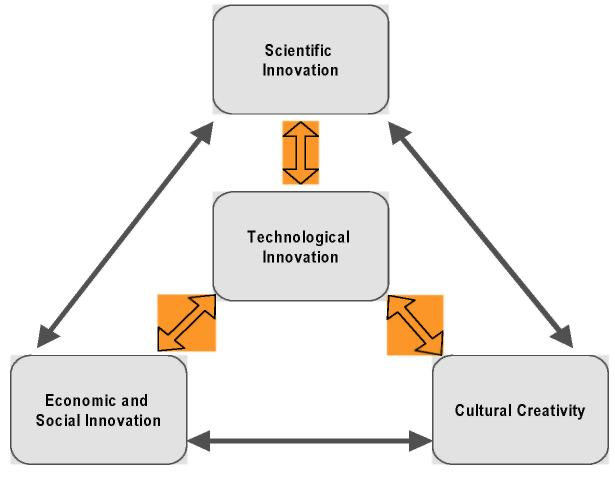 Scientific
Innovation
Technological
Innovation
Economic and
Social Innovation
Cultural Creativity